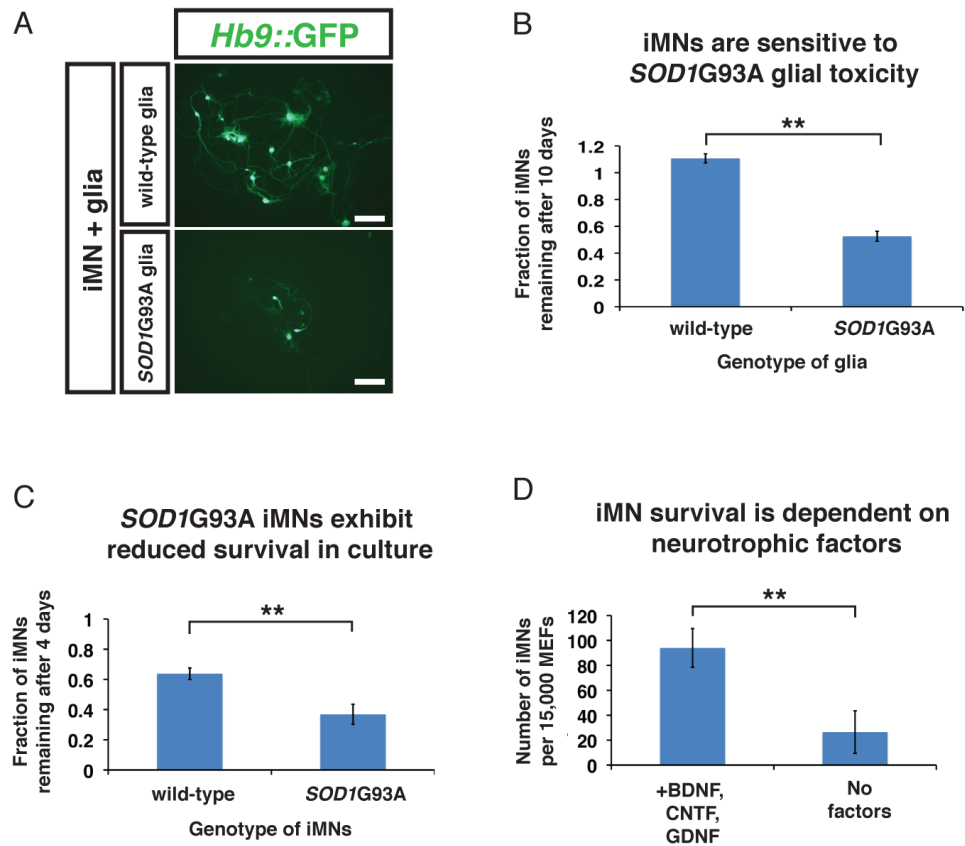 A
Hb9::GFP
iMN + glia
wild-type glia
SOD1G93A glia
B
iMNs are sensitive to
SOD1G93A glial toxicity
**
Fraction of iMNs
remaining after 10 days
1.2
1
0.8
0.6
0.4
0.2
0
wild-type
SOD1G93A
Genotype of glia
C
SOD1G93A iMNs exhibit
reduced survival in culture
**
Fraction of iMNs
remaining after 4 days
1
0.8
0.6
0.4
0.2
0
wild-type
SOD1G93A
Genotype of iMNs
D
iMN survival is dependent on
neurotrophic factors
**
Number of iMNs
per 15,000 MEFs
120
100
80
60
40
20
0
+BDNF,
CNTF,
GDNF
No
factors